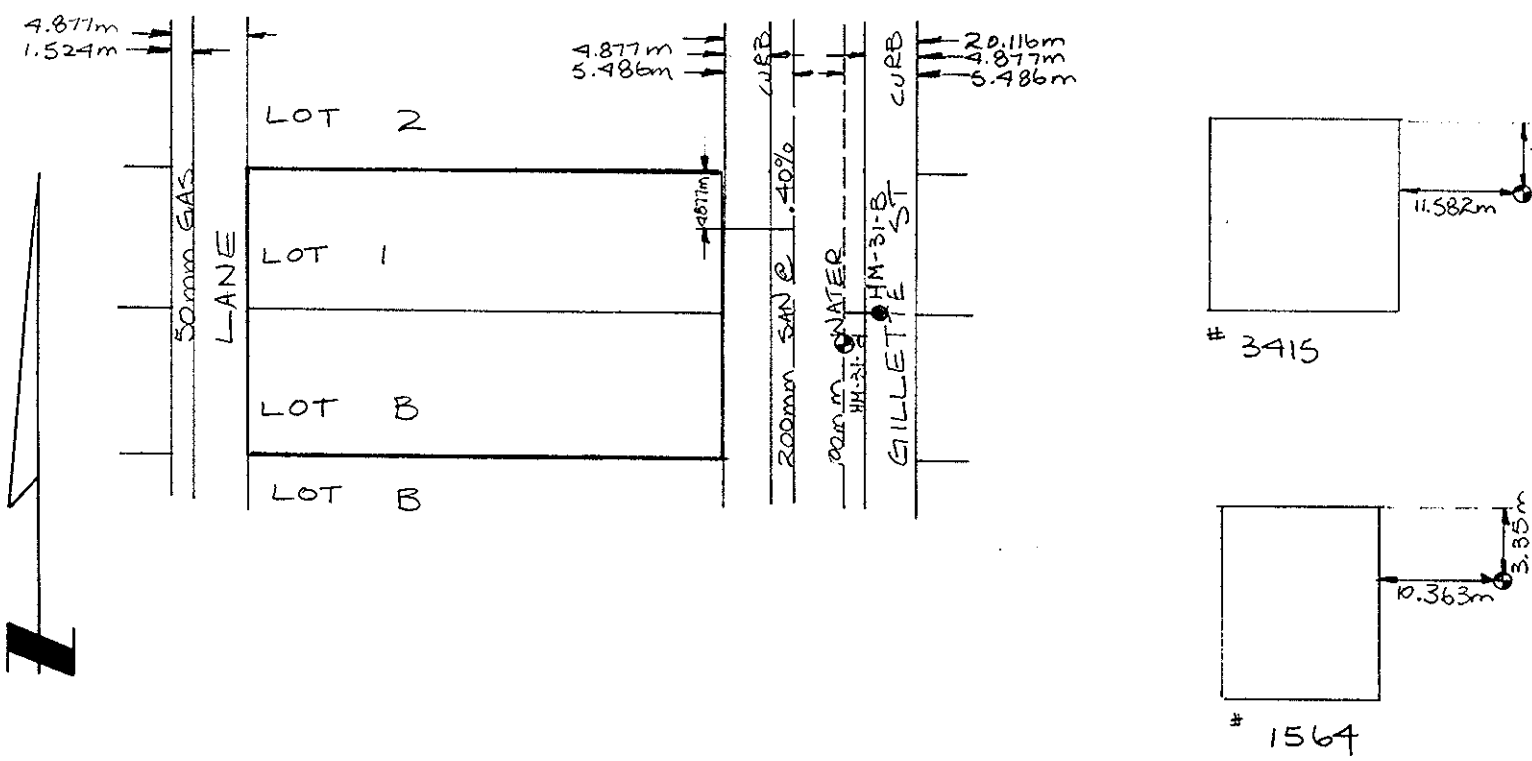 4.877m
1.524m
4.877m
5.486m
20.116m
4.877m
5.486m
CURB
CURB
LOT 2
50mm GAS
LANE
LOT 1
4.877m
200mm SAN @ .40%
WATER
HM-31-B
GILLETTE ST
LOT B
LOT B
11.582m
# 3415
3.35m
10.363m
# 1564